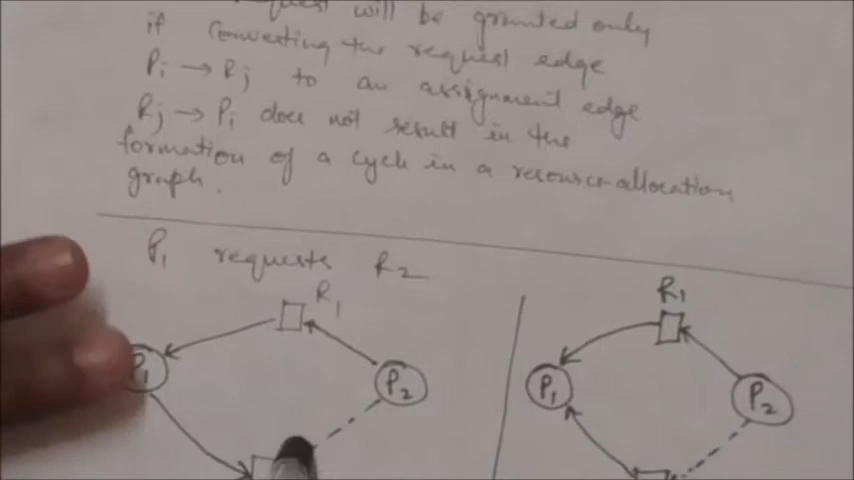 request will be granted only
if converting the request edge
Pi → Rj to an assignment edge
Rj → Pi does not result in the
formation of a cycle in a resource-allocation
graph.
P1 requests R2
R1
P1
P2
R1
P1
P2